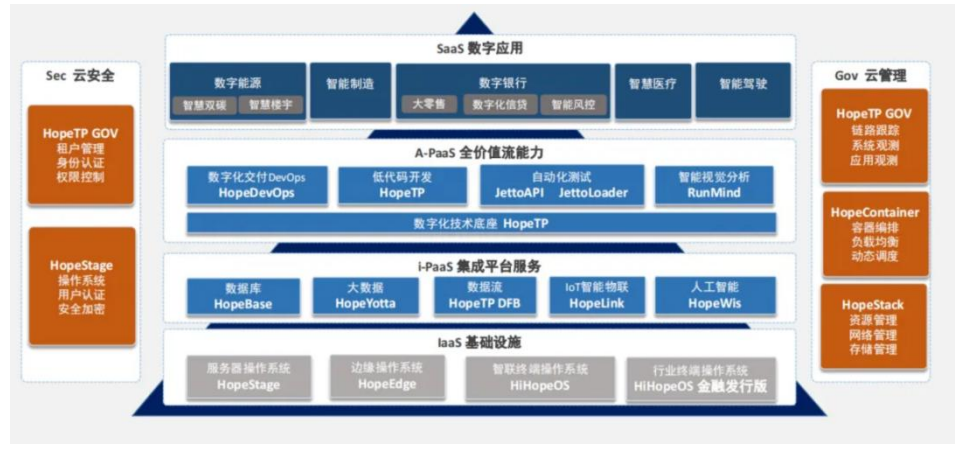 Sec 云安全
HopeTP GOV
租户管理
身份认证
权限控制
HopeStage
操作系统
用户认证
安全加密
SaaS 数字应用
数字能源
智慧双碳
智慧楼宇
智能制造
数字银行
大零售
数字化信贷
智能风控
智慧医疗
智能驾驶
A-PaaS 全价值流能力
数字化交付DevOps
HopeDevOps
低代码开发
HopeTP
自动化测试
JettoAPI JettoLoader
智能视觉分析
RunMind
数字化技术底座 HopeTP
i-PaaS 集成平台服务
数据库
HopeBase
大数据
HopeYotta
数据流
HopeTP DFB
IoT智能物联
HopeLink
人工智能
HopeWis
IaaS 基础设施
服务器操作系统
HopeStage
边缘操作系统
HopeEdge
智联终端操作系统
HiHopeOS
行业终端操作系统
HiHopeOS 金融发行版
Gov 云管理
HopeTP GOV
链路跟踪
系统观测
应用观测
HopeContainer
容器编排
负载均衡
动态调度
HopeStack
资源管理
网络管理
存储管理